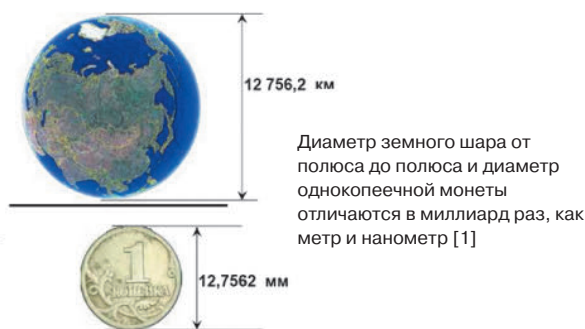 12 756,2 км
Диаметр земного шара от
полюса до полюса и диаметр
однокопеечной монеты
отличаются в миллиард раз, как
метр и нанометр [1]
1
КОПЕЙКА
12,7562 мм